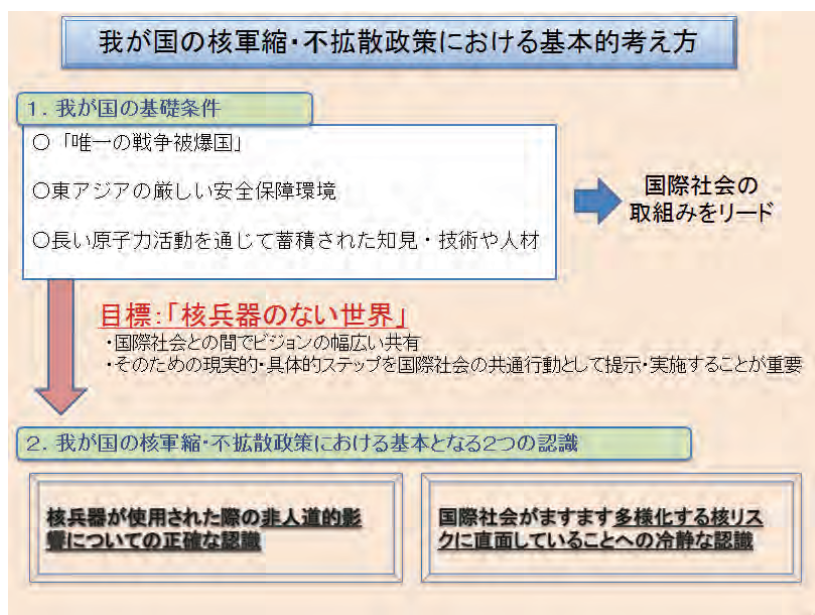 我が国の核軍縮・不拡散政策における基本的考え方
1. 我が国の基礎条件
○「唯一の戦争被爆国」
○東アジアの厳しい安全保障環境
○長い原子力活動を通じて蓄積された知見・技術や人材
国際社会の
取組みをリード
目標:「核兵器のない世界」
・国際社会との間でビジョンの幅広い共有
・そのための現実的・具体的ステップを国際社会の共通行動として提示・実施することが重要
2. 我が国の核軍縮・不拡散政策における基本となる2つの認識
核兵器が使用された際の非人道的影
響についての正確な認識
国際社会がますます多様化する核リス
クに直面していることへの冷静な認識